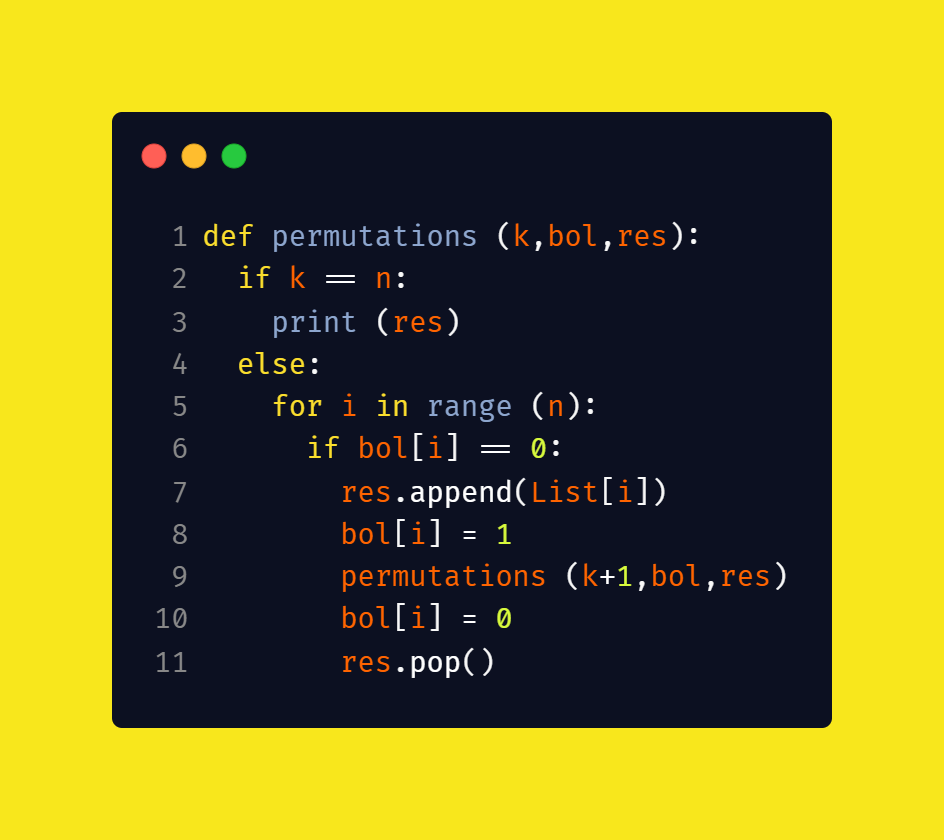 1 def permutations (k,bol,res):
2   if k == n:
3     print (res)
4   else:
5     for i in range (n):
6       if bol[i] == 0:
7         res.append(List[i])
8         bol[i] = 1
9         permutations (k+1,bol,res)
10         bol[i] = 0
11         res.pop()